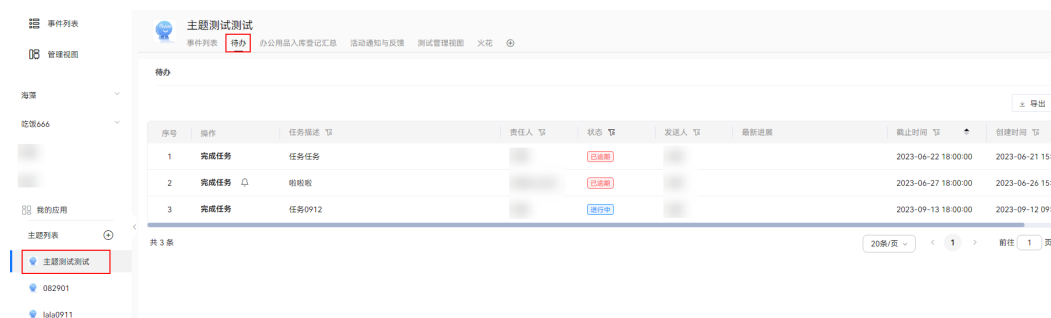 事件列表
管理视图
海藻
吃饭666
我的应用
主题列表
主题测试测试
082901
lala0911
主题测试测试
事件列表 待办 办公用品入库登记汇总 活动通知与反馈 测试管理视图 火花
待办
导出
序号 操作 任务描述 责任人 状态 发送人 最新进展 截止时间 创建时间
1 完成任务 任务任务 已逾期 2023-06-22 18:00:00 2023-06-21 15:
2 完成任务 啦啦啦 已逾期 2023-06-27 18:00:00 2023-06-26 15:
3 完成任务 任务0912 进行中 2023-09-13 18:00:00 2023-09-12 09:
共 3 条 20条/页 1 前往 1 页